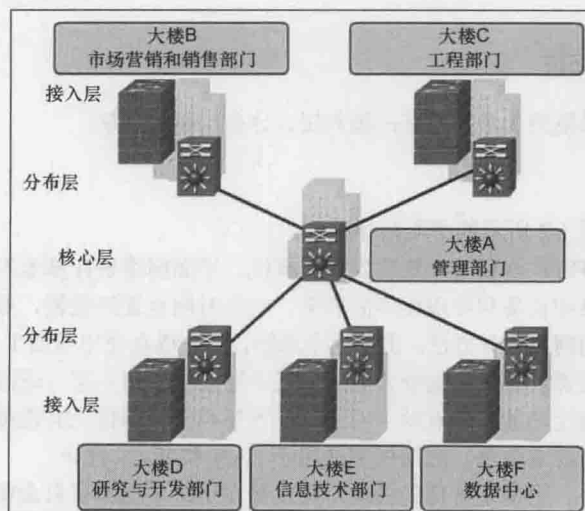 大楼B
市场营销和销售部门
大楼C
工程部门
接入层
分布层
核心层
大楼A
管理部门
分布层
接入层
大楼D
研究与开发部门
大楼E
信息技术部门
大楼F
数据中心